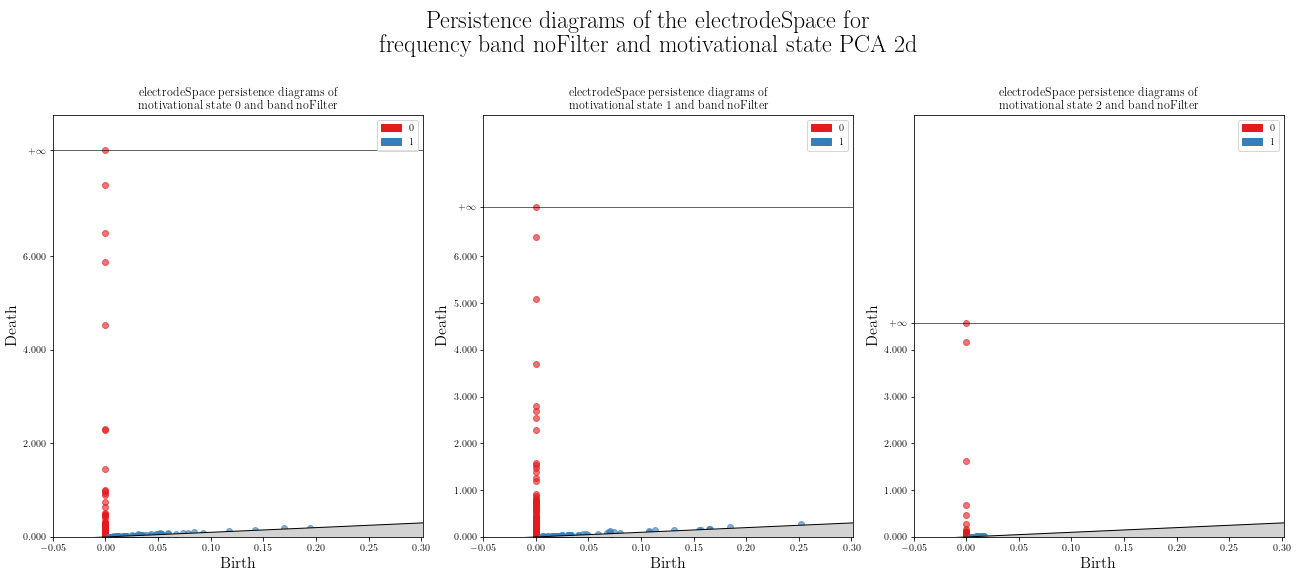 Persistence diagrams of the electrodeSpace for
frequency band noFilter and motivational state PCA 2d
electrodeSpace persistence diagrams of
motivational state 0 and band noFilter
0
1
+∞
6.000
4.000
2.000
0.000
Death
−0.05 0.00 0.05 0.10 0.15 0.20 0.25 0.30
Birth
electrodeSpace persistence diagrams of
motivational state 1 and band noFilter
0
1
+∞
6.000
5.000
4.000
3.000
2.000
1.000
0.000
Death
−0.05 0.00 0.05 0.10 0.15 0.20 0.25 0.30
Birth
electrodeSpace persistence diagrams of
motivational state 2 and band noFilter
0
1
+∞
4.000
3.000
2.000
1.000
0.000
Death
−0.05 0.00 0.05 0.10 0.15 0.20 0.25 0.30
Birth